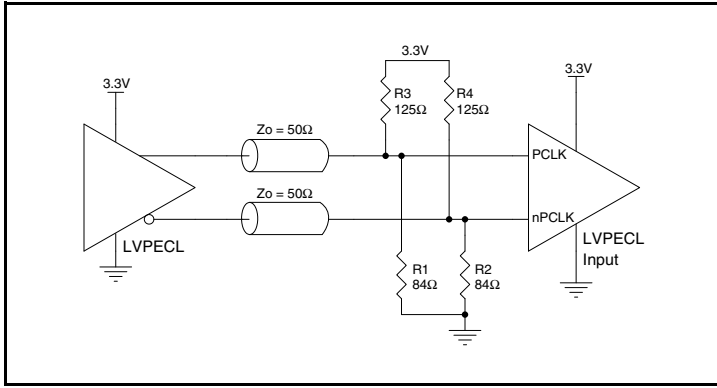 3.3V
3.3V
3.3V
R3
125Ω
R4
125Ω
Zo = 50Ω
PCLK
Zo = 50Ω
nPCLK
LVPECL
LVPECL
Input
R1
84Ω
R2
84Ω